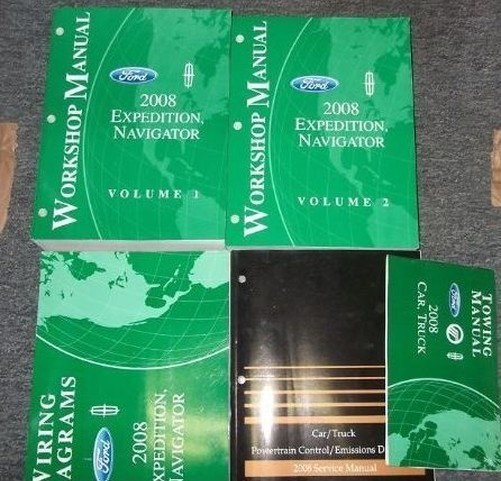 WORKSHOP MANUAL
Ford
2008
EXPEDITION,
NAVIGATOR
VOLUME 1
WORKSHOP MANUAL
Ford
2008
EXPEDITION,
NAVIGATOR
VOLUME 2
WIRING
DIAGRAMS
Ford
2008
EXPEDITION,
NAVIGATOR
Car/Truck
Powertrain Control/Emissions D
2008 Service Manual
TOWING
MANUAL
Ford
2008
CAR, TRUCK